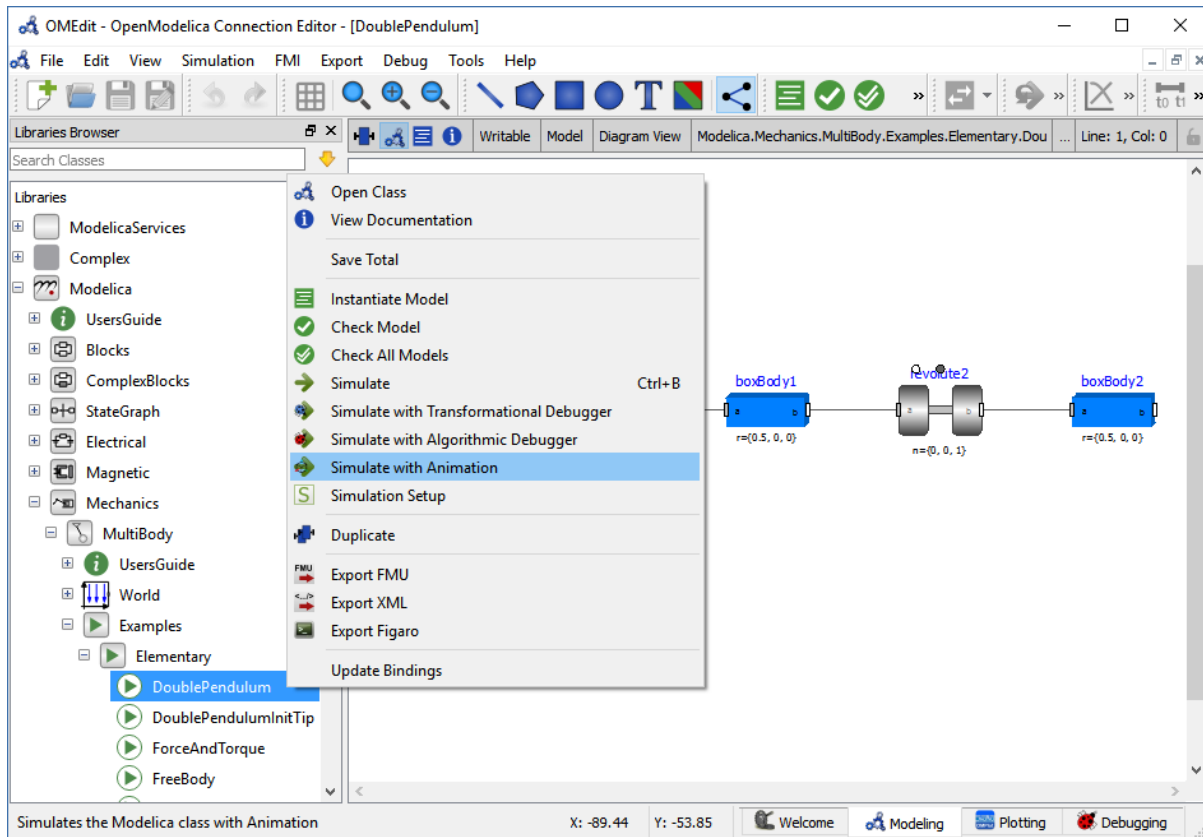 OMEdit - OpenModelica Connection Editor - [DoublePendulum]
File Edit View Simulation FMI Export Debug Tools Help
T » » » to t1 »
Libraries Browser
Writable Model Diagram View Modelica.Mechanics.MultiBody.Examples.Elementary.Dou ... Line: 1, Col: 0
Search Classes
Libraries
ModelicaServices
Complex
Modelica
UsersGuide
Blocks
ComplexBlocks
StateGraph
Electrical
Magnetic
Mechanics
MultiBody
UsersGuide
World
Examples
Elementary
DoublePendulum
DoublePendulumInitTip
ForceAndTorque
FreeBody
Open Class
View Documentation
Save Total
Instantiate Model
Check Model
Check All Models
Simulate Ctrl+B
Simulate with Transformational Debugger
Simulate with Algorithmic Debugger
Simulate with Animation
S Simulation Setup
Duplicate
FMU Export FMU
Export XML
Export Figaro
Update Bindings
boxBody1 revolute2 boxBody2
a b a b a b
r={0.5, 0, 0} n={0, 0, 1} r={0.5, 0, 0}
Simulates the Modelica class with Animation X: -89.44 Y: -53.85 Welcome Modeling Plotting Debugging